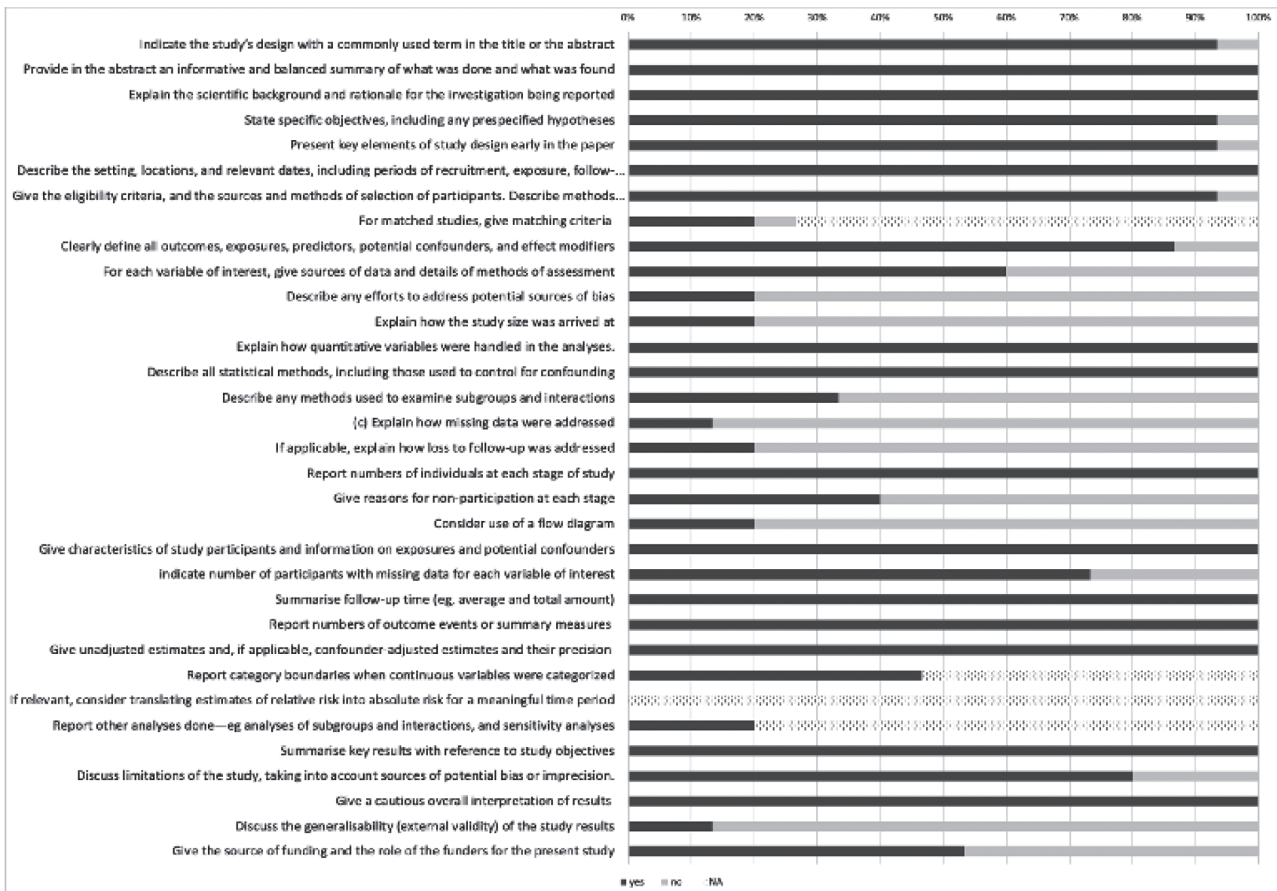 0% 10% 20% 30% 40% 50% 60% 70% 80% 90% 100%
Indicate the study's design with a commonly used term in the title or the abstract
Provide in the abstract an informative and balanced summary of what was done and what was found
Explain the scientific background and rationale for the investigation being reported
State specific objectives, including any prespecified hypotheses
Present key elements of study design early in the paper
Describe the setting, locations, and relevant dates, including periods of recruitment, exposure, follow-...
Give the eligibility criteria, and the sources and methods of selection of participants. Describe methods...
For matched studies, give matching criteria
Clearly define all outcomes, exposures, predictors, potential confounders, and effect modifiers
For each variable of interest, give sources of data and details of methods of assessment
Describe any efforts to address potential sources of bias
Explain how the study size was arrived at
Explain how quantitative variables were handled in the analyses.
Describe all statistical methods, including those used to control for confounding
Describe any methods used to examine subgroups and interactions
(c) Explain how missing data were addressed
If applicable, explain how loss to follow-up was addressed
Report numbers of individuals at each stage of study
Give reasons for non-participation at each stage
Consider use of a flow diagram
Give characteristics of study participants and information on exposures and potential confounders
Indicate number of participants with missing data for each variable of interest
Summarise follow-up time (eg, average and total amount)
Report numbers of outcome events or summary measures
Give unadjusted estimates and, if applicable, confounder-adjusted estimates and their precision
Report category boundaries when continuous variables were categorized
If relevant, consider translating estimates of relative risk into absolute risk for a meaningful time period
Report other analyses done—eg analyses of subgroups and interactions, and sensitivity analyses
Summarise key results with reference to study objectives
Discuss limitations of the study, taking into account sources of potential bias or imprecision.
Give a cautious overall interpretation of results
Discuss the generalisability (external validity) of the study results
Give the source of funding and the role of the funders for the present study
yes no NA